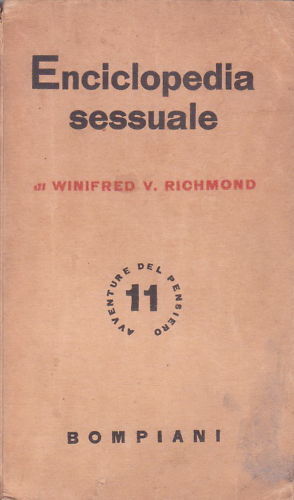 Enciclopedia
sessuale
di WINIFRED V. RICHMOND
AVVENTURE DEL PENSIERO
11
BOMPIANI